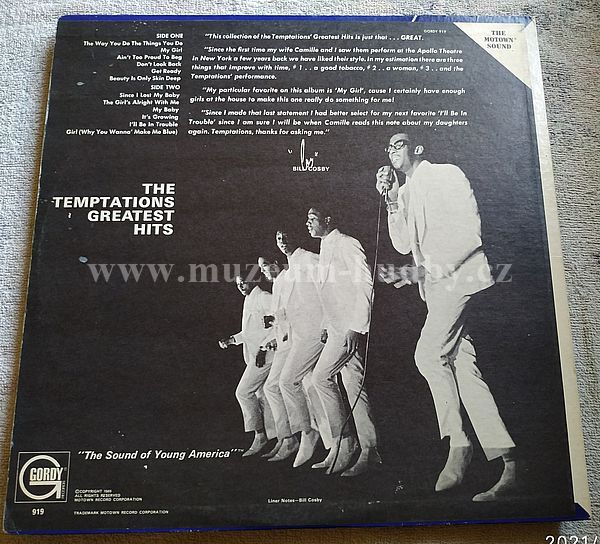 SIDE ONE
The Way You Do The Things You Do
My Girl
Ain't Too Proud To Beg
Don't Look Back
Get Ready
Beauty Is Only Skin Deep
SIDE TWO
Since I Lost My Baby
The Girl's Alright With Me
My Baby
It's Growing
I'll Be In Trouble
Girl (Why You Wanna' Make Me Blue)
"This collection of the Temptations' Greatest Hits is just that . . . GREAT.
"Since the first time my wife Camille and I saw them perform at the Apollo Theatre
in New York a few years back we have liked their style. In my estimation there are three
things that improve with time, #1 . . a good tobacco, #2 . . a woman, #3 . . and the
Temptations' performance.
"My particular favorite on this album is 'My Girl', cause I certainly have enough
girls at the house to make this one really do something for me!
"Since I made that last statement I had better select for my next favorite 'I'll Be In
Trouble' since I am sure I will be when Camille reads this note about my daughters
again. Temptations, thanks for asking me."
BILL COSBY
GORDY 919
THE
MOTOWN
SOUND
THE
TEMPTATIONS
GREATEST
HITS
www.muzeum-hudby.cz
"The Sound of Young America"™
GORDY
RECORDS
919
ALL RIGHTS RESERVED
MOTOWN RECORD CORPORATION
TRADEMARK MOTOWN RECORD CORPORATION
Liner Notes—Bill Cosby
2021/